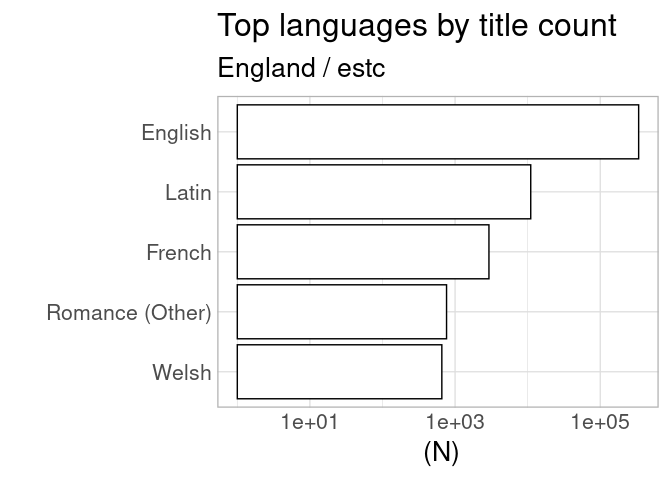 Top languages by title count
England / estc
English
Latin
French
Romance (Other)
Welsh
1e+01 1e+03 1e+05
(N)